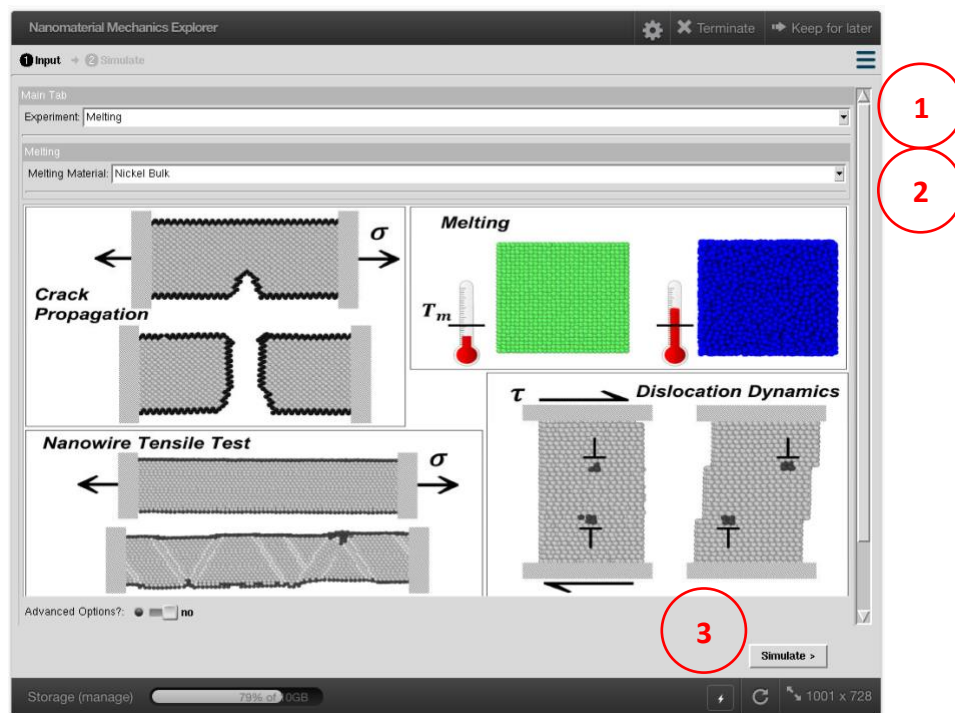 Nanomaterial Mechanics Explorer
Terminate
Keep for later
1 Input → 2 Simulate
Main Tab
Experiment: Melting
1
Melting
Melting Material: Nickel Bulk
2
σ
Crack
Propagation
Melting
Tm
Nanowire Tensile Test
σ
τ
Dislocation Dynamics
Advanced Options?: no
3
Simulate >
Storage (manage) 79% of 10GB 1001 x 728